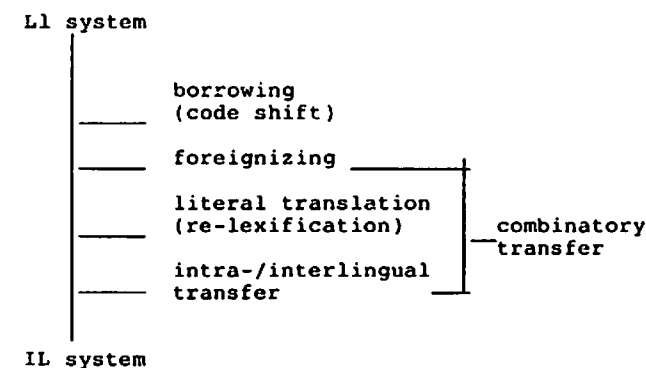 L1 system
borrowing
(code shift)
foreignizing
literal translation
(re-lexification)
combinatory
transfer
intra-/interlingual
transfer
IL system